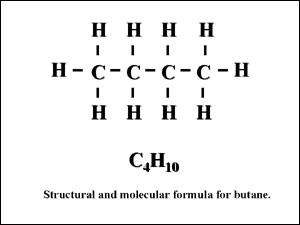 H H H H
H – C – C – C – C – H
H H H H
C₄H₁₀
Structural and molecular formula for butane.